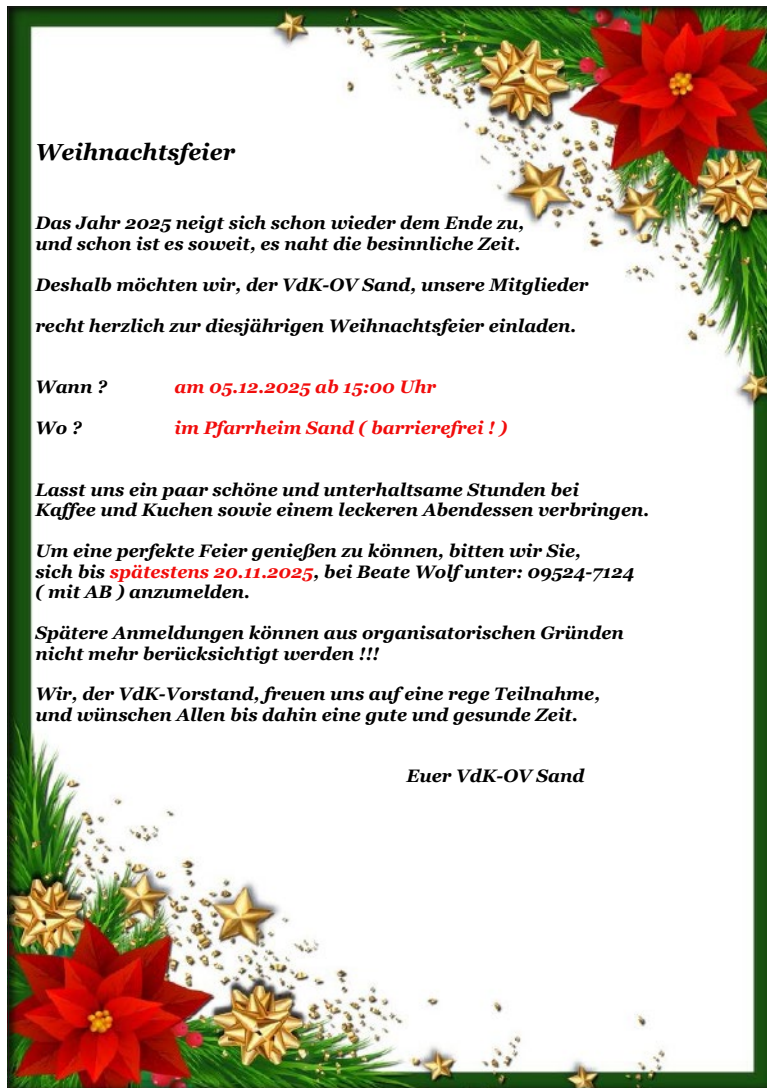 Weihnachtsfeier
Das Jahr 2025 neigt sich schon wieder dem Ende zu,
und schon ist es soweit, es naht die besinnliche Zeit.
Deshalb möchten wir, der VdK-OV Sand, unsere Mitglieder
recht herzlich zur diesjährigen Weihnachtsfeier einladen.
Wann ? am 05.12.2025 ab 15:00 Uhr
Wo ? im Pfarrheim Sand ( barrierefrei ! )
Lasst uns ein paar schöne und unterhaltsame Stunden bei
Kaffee und Kuchen sowie einem leckeren Abendessen verbringen.
Um eine perfekte Feier genießen zu können, bitten wir Sie,
sich bis spätestens 20.11.2025, bei Beate Wolf unter: 09524-7124
( mit AB ) anzumelden.
Spätere Anmeldungen können aus organisatorischen Gründen
nicht mehr berücksichtigt werden !!!
Wir, der VdK-Vorstand, freuen uns auf eine rege Teilnahme,
und wünschen Allen bis dahin eine gute und gesunde Zeit.
Euer VdK-OV Sand